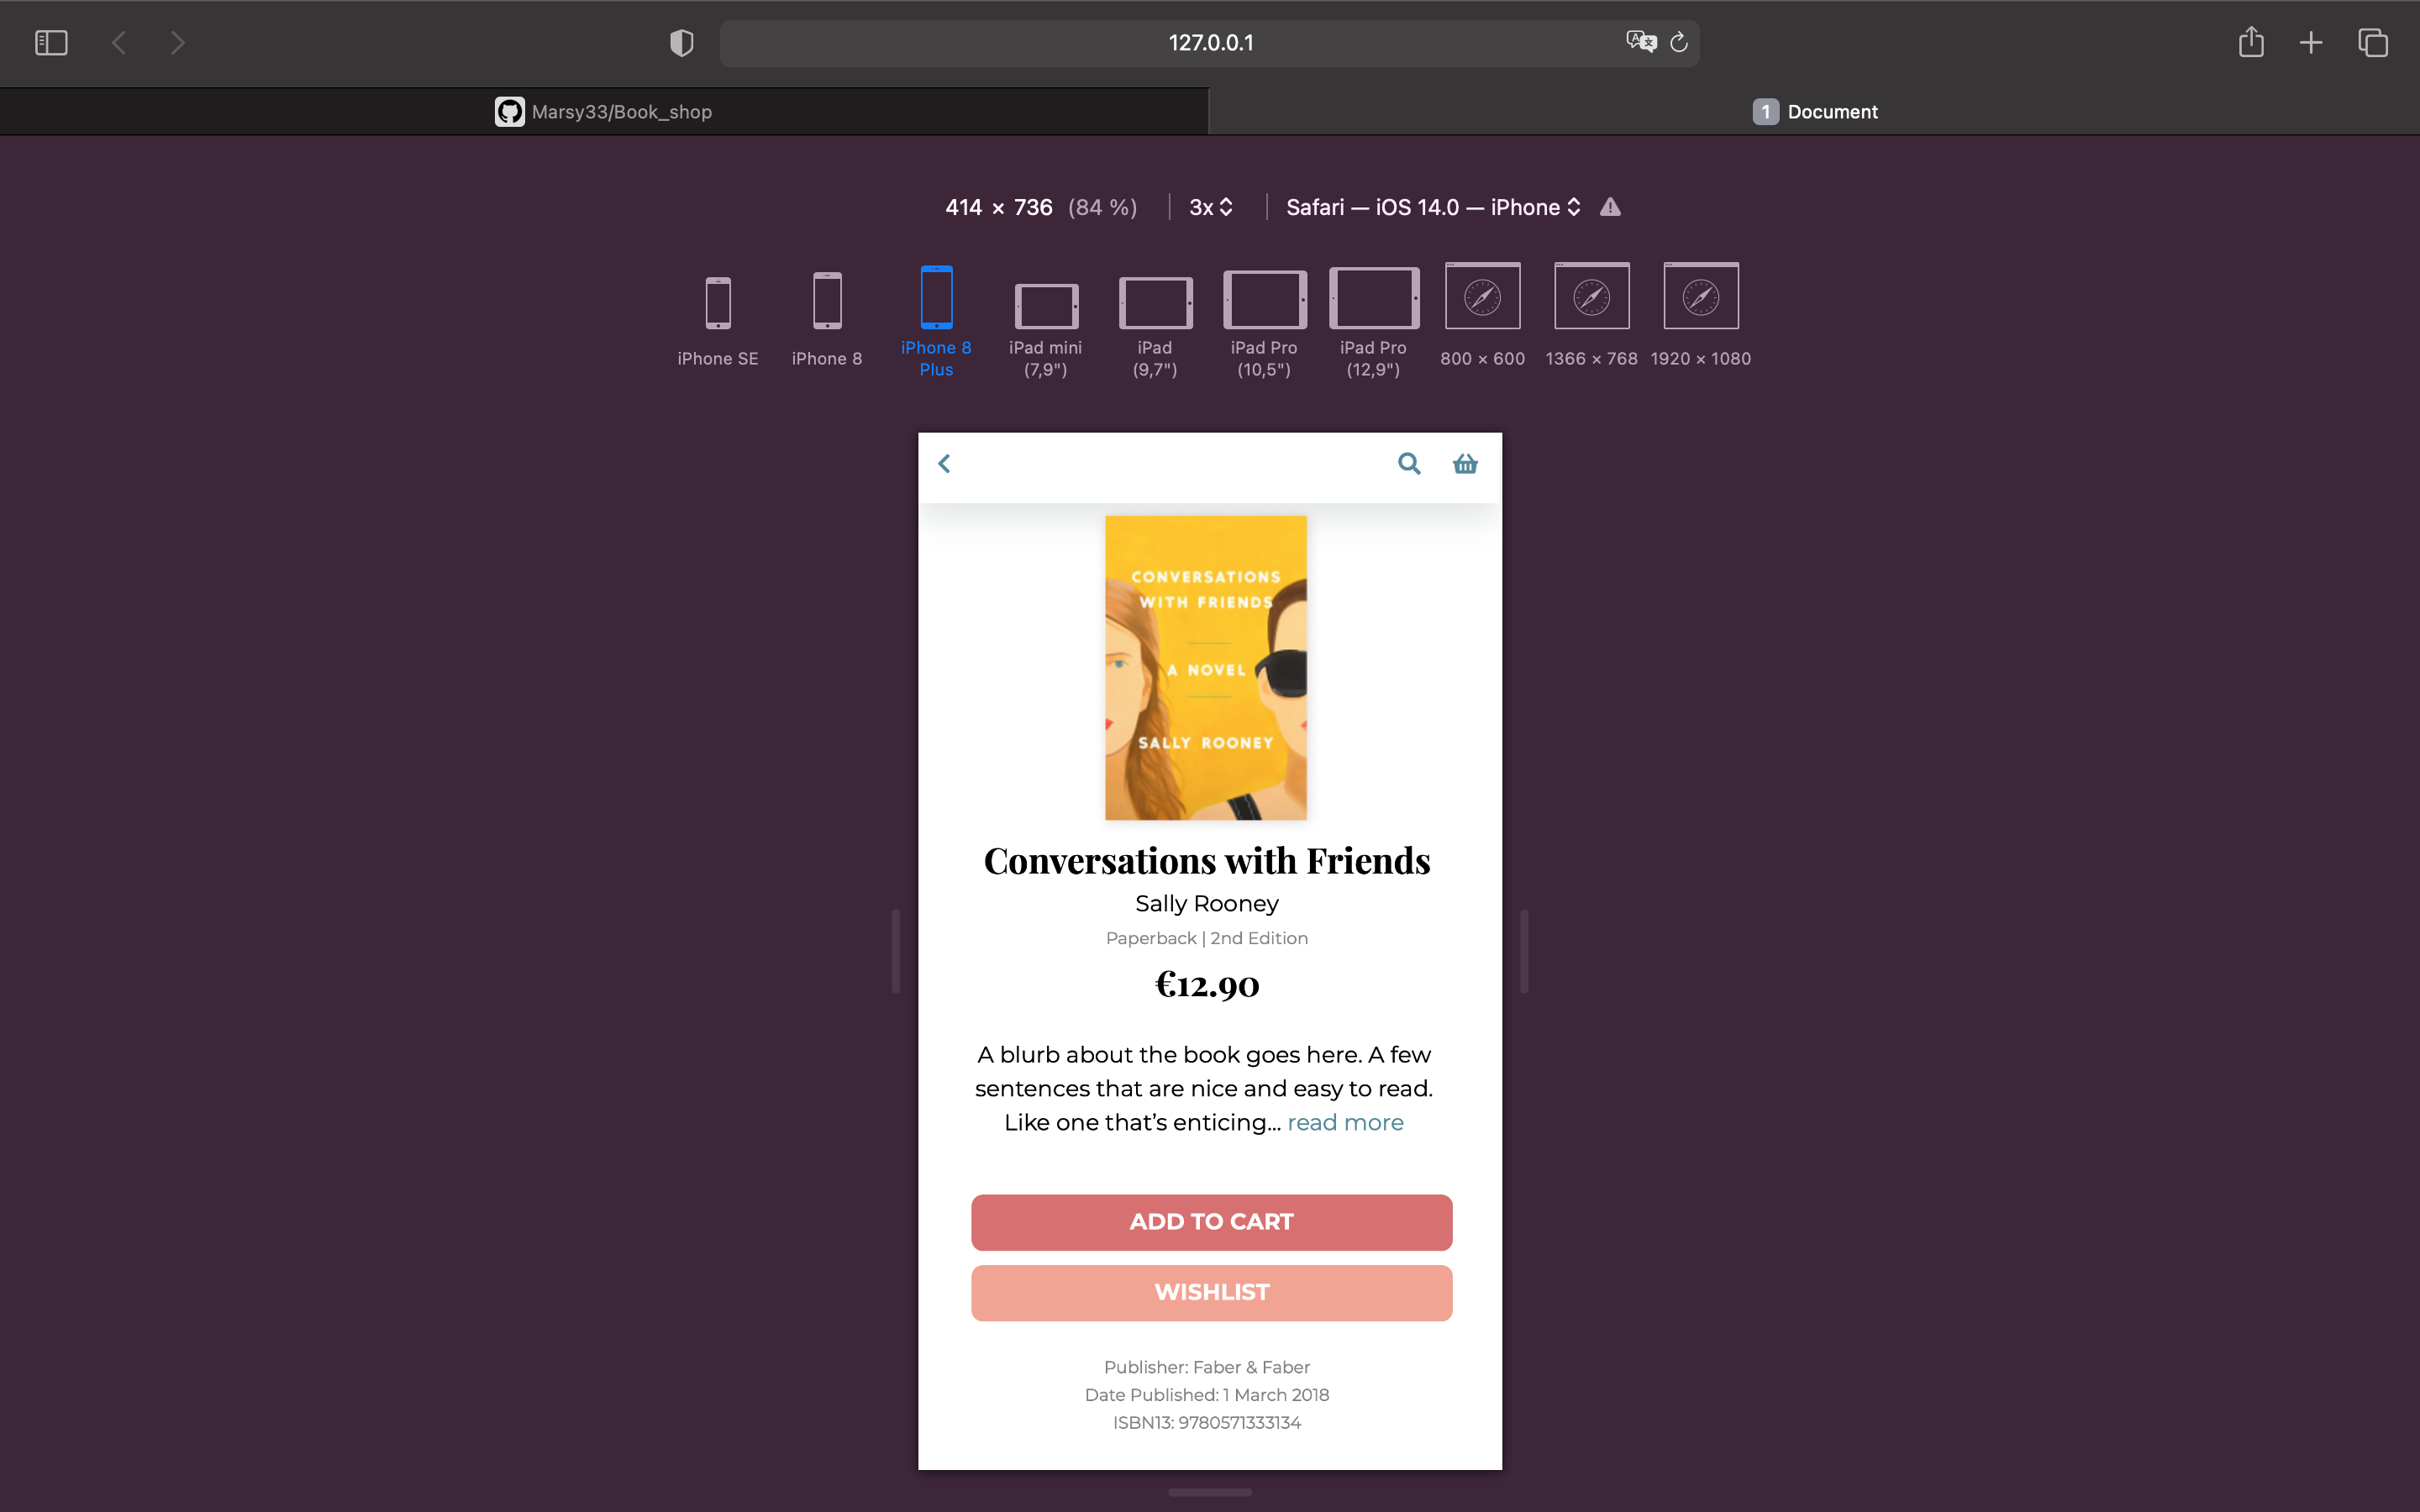 127.0.0.1
Marsy33/Book_shop
1 Document
414 × 736 (84 %) 3x Safari — iOS 14.0 — iPhone
iPhone SE
iPhone 8
iPhone 8
Plus
iPad mini
(7,9")
iPad
(9,7")
iPad Pro
(10,5")
iPad Pro
(12,9")
800 × 600
1366 × 768
1920 × 1080
CONVERSATIONS
WITH FRIENDS
A NOVEL
SALLY ROONEY
Conversations with Friends
Sally Rooney
Paperback | 2nd Edition
€12.90
A blurb about the book goes here. A few
sentences that are nice and easy to read.
Like one that’s enticing... read more
ADD TO CART
WISHLIST
Publisher: Faber & Faber
Date Published: 1 March 2018
ISBN13: 9780571333134